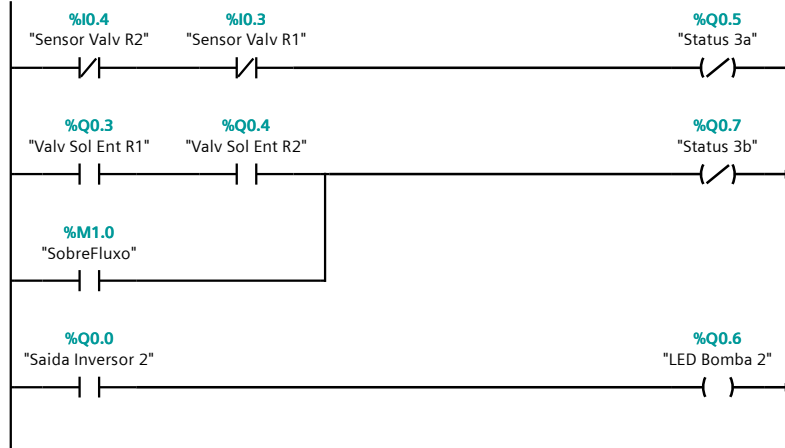 %I0.4 %I0.3 %Q0.5
"Sensor Valv R2" "Sensor Valv R1" "Status 3a"
%Q0.3 %Q0.4 %Q0.7
"Valv Sol Ent R1" "Valv Sol Ent R2" "Status 3b"
%M1.0
"SobreFluxo"
%Q0.0 %Q0.6
"Saida Inversor 2" "LED Bomba 2"